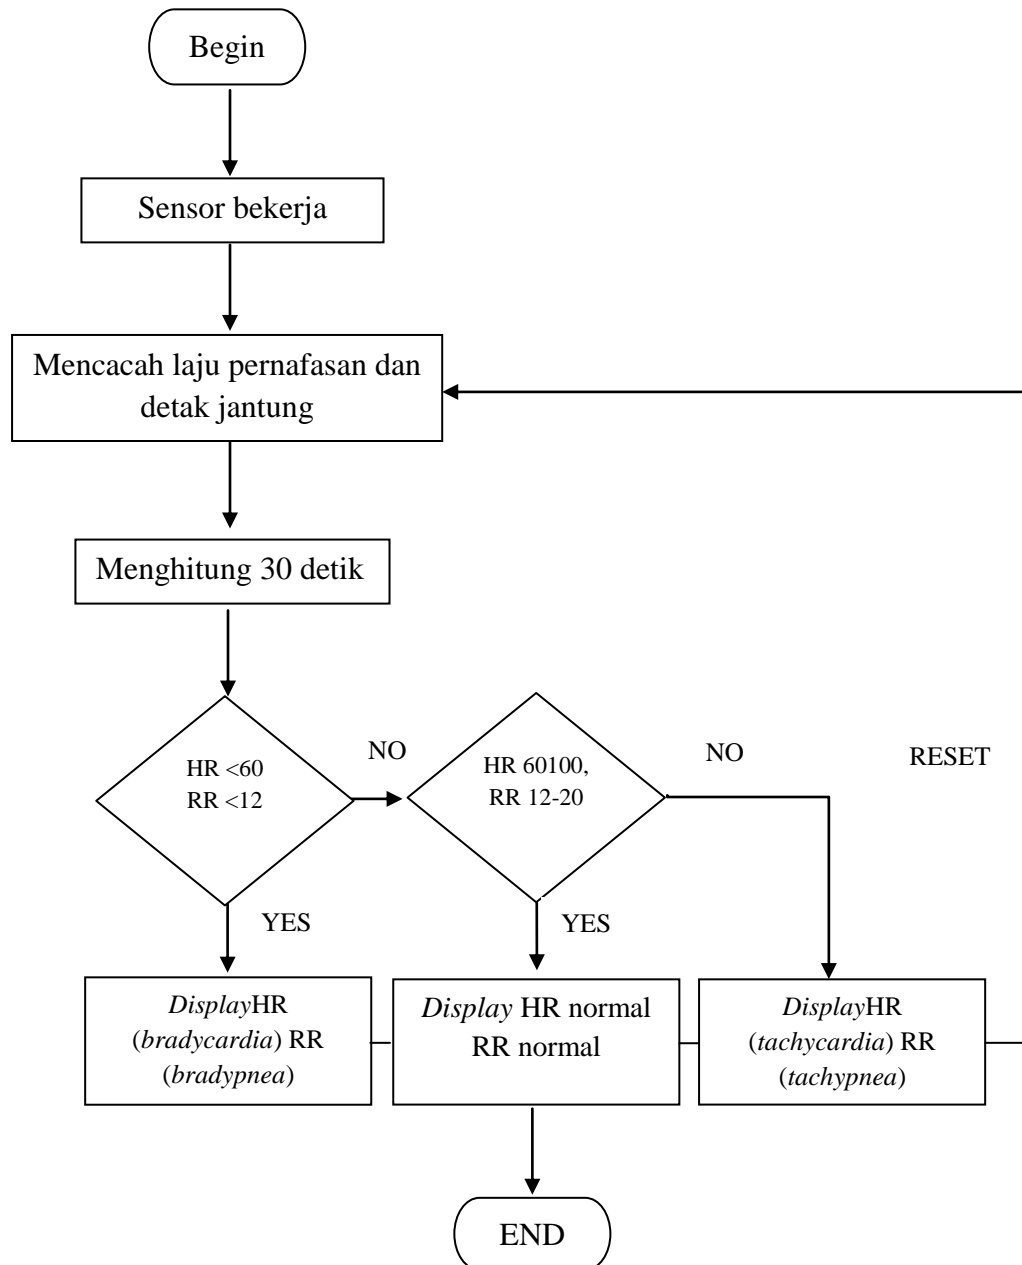 Begin
Sensor bekerja
Mencacah laju pernafasan dan
detak jantung
Menghitung 30 detik
HR <60
RR <12
NO
HR 60100,
RR 12-20
NO
RESET
YES
YES
DisplayHR
(bradycardia) RR
(bradypnea)
Display HR normal
RR normal
DisplayHR
(tachycardia) RR
(tachypnea)
END